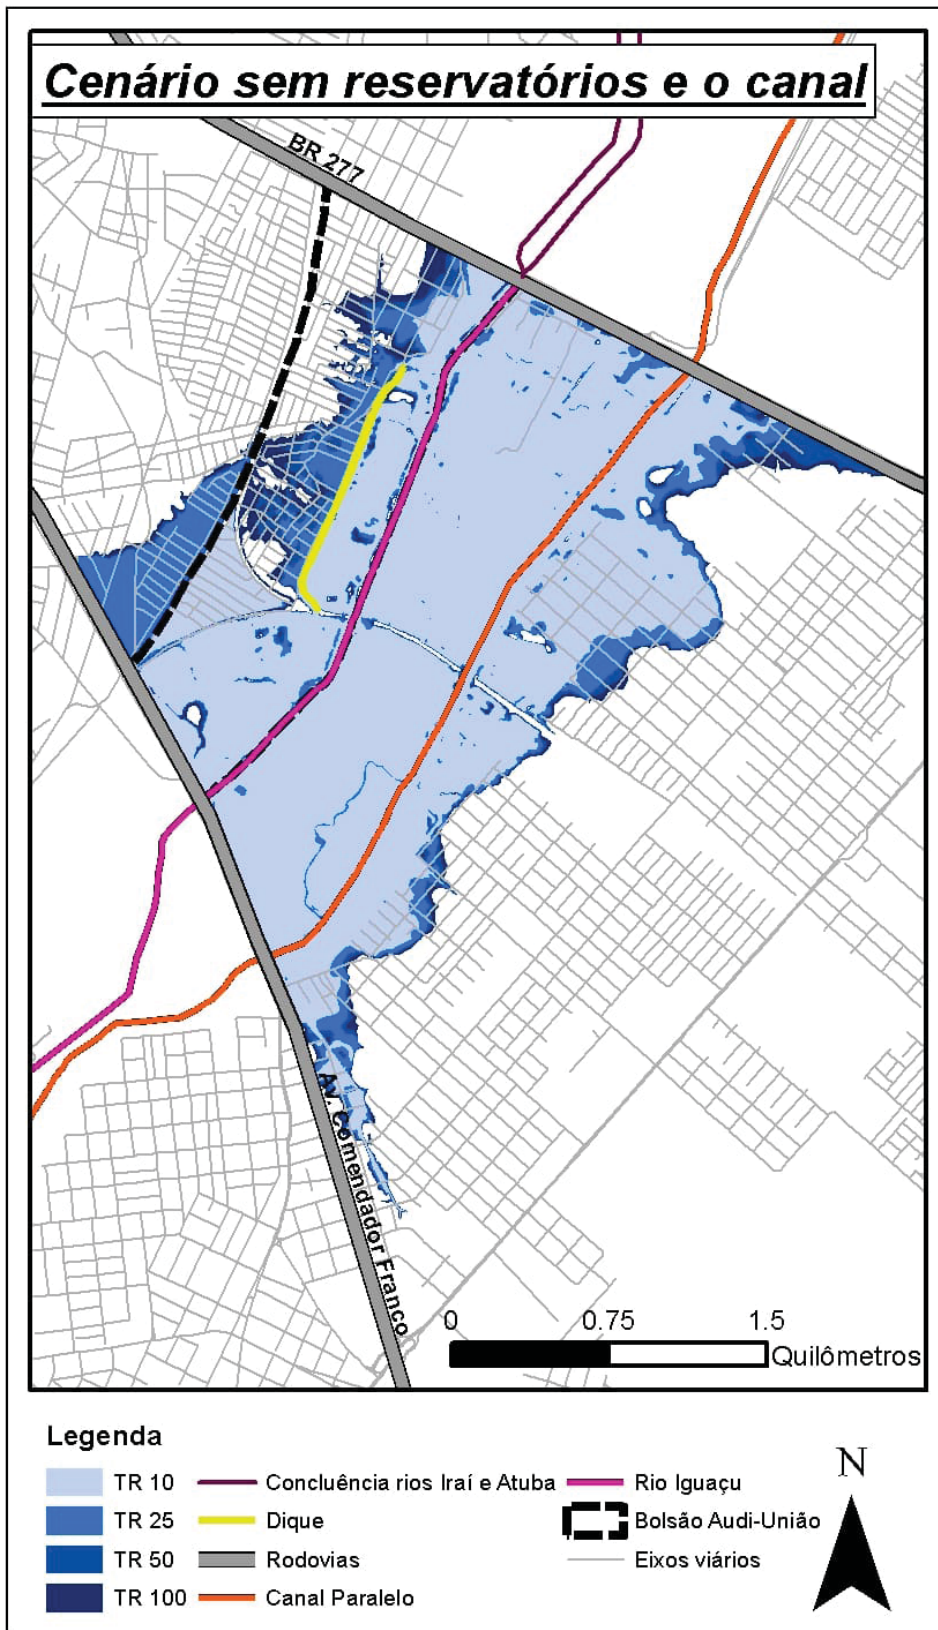 Cenário sem reservatórios e o canal
BR 277
Av. Comendador Franco
0 0.75 1.5
Quilômetros
Legenda
TR 10
TR 25
TR 50
TR 100
Concluência rios Iraí e Atuba
Dique
Rodovias
Canal Paralelo
Rio Iguaçu
Bolsão Audi-União
Eixos viários
N